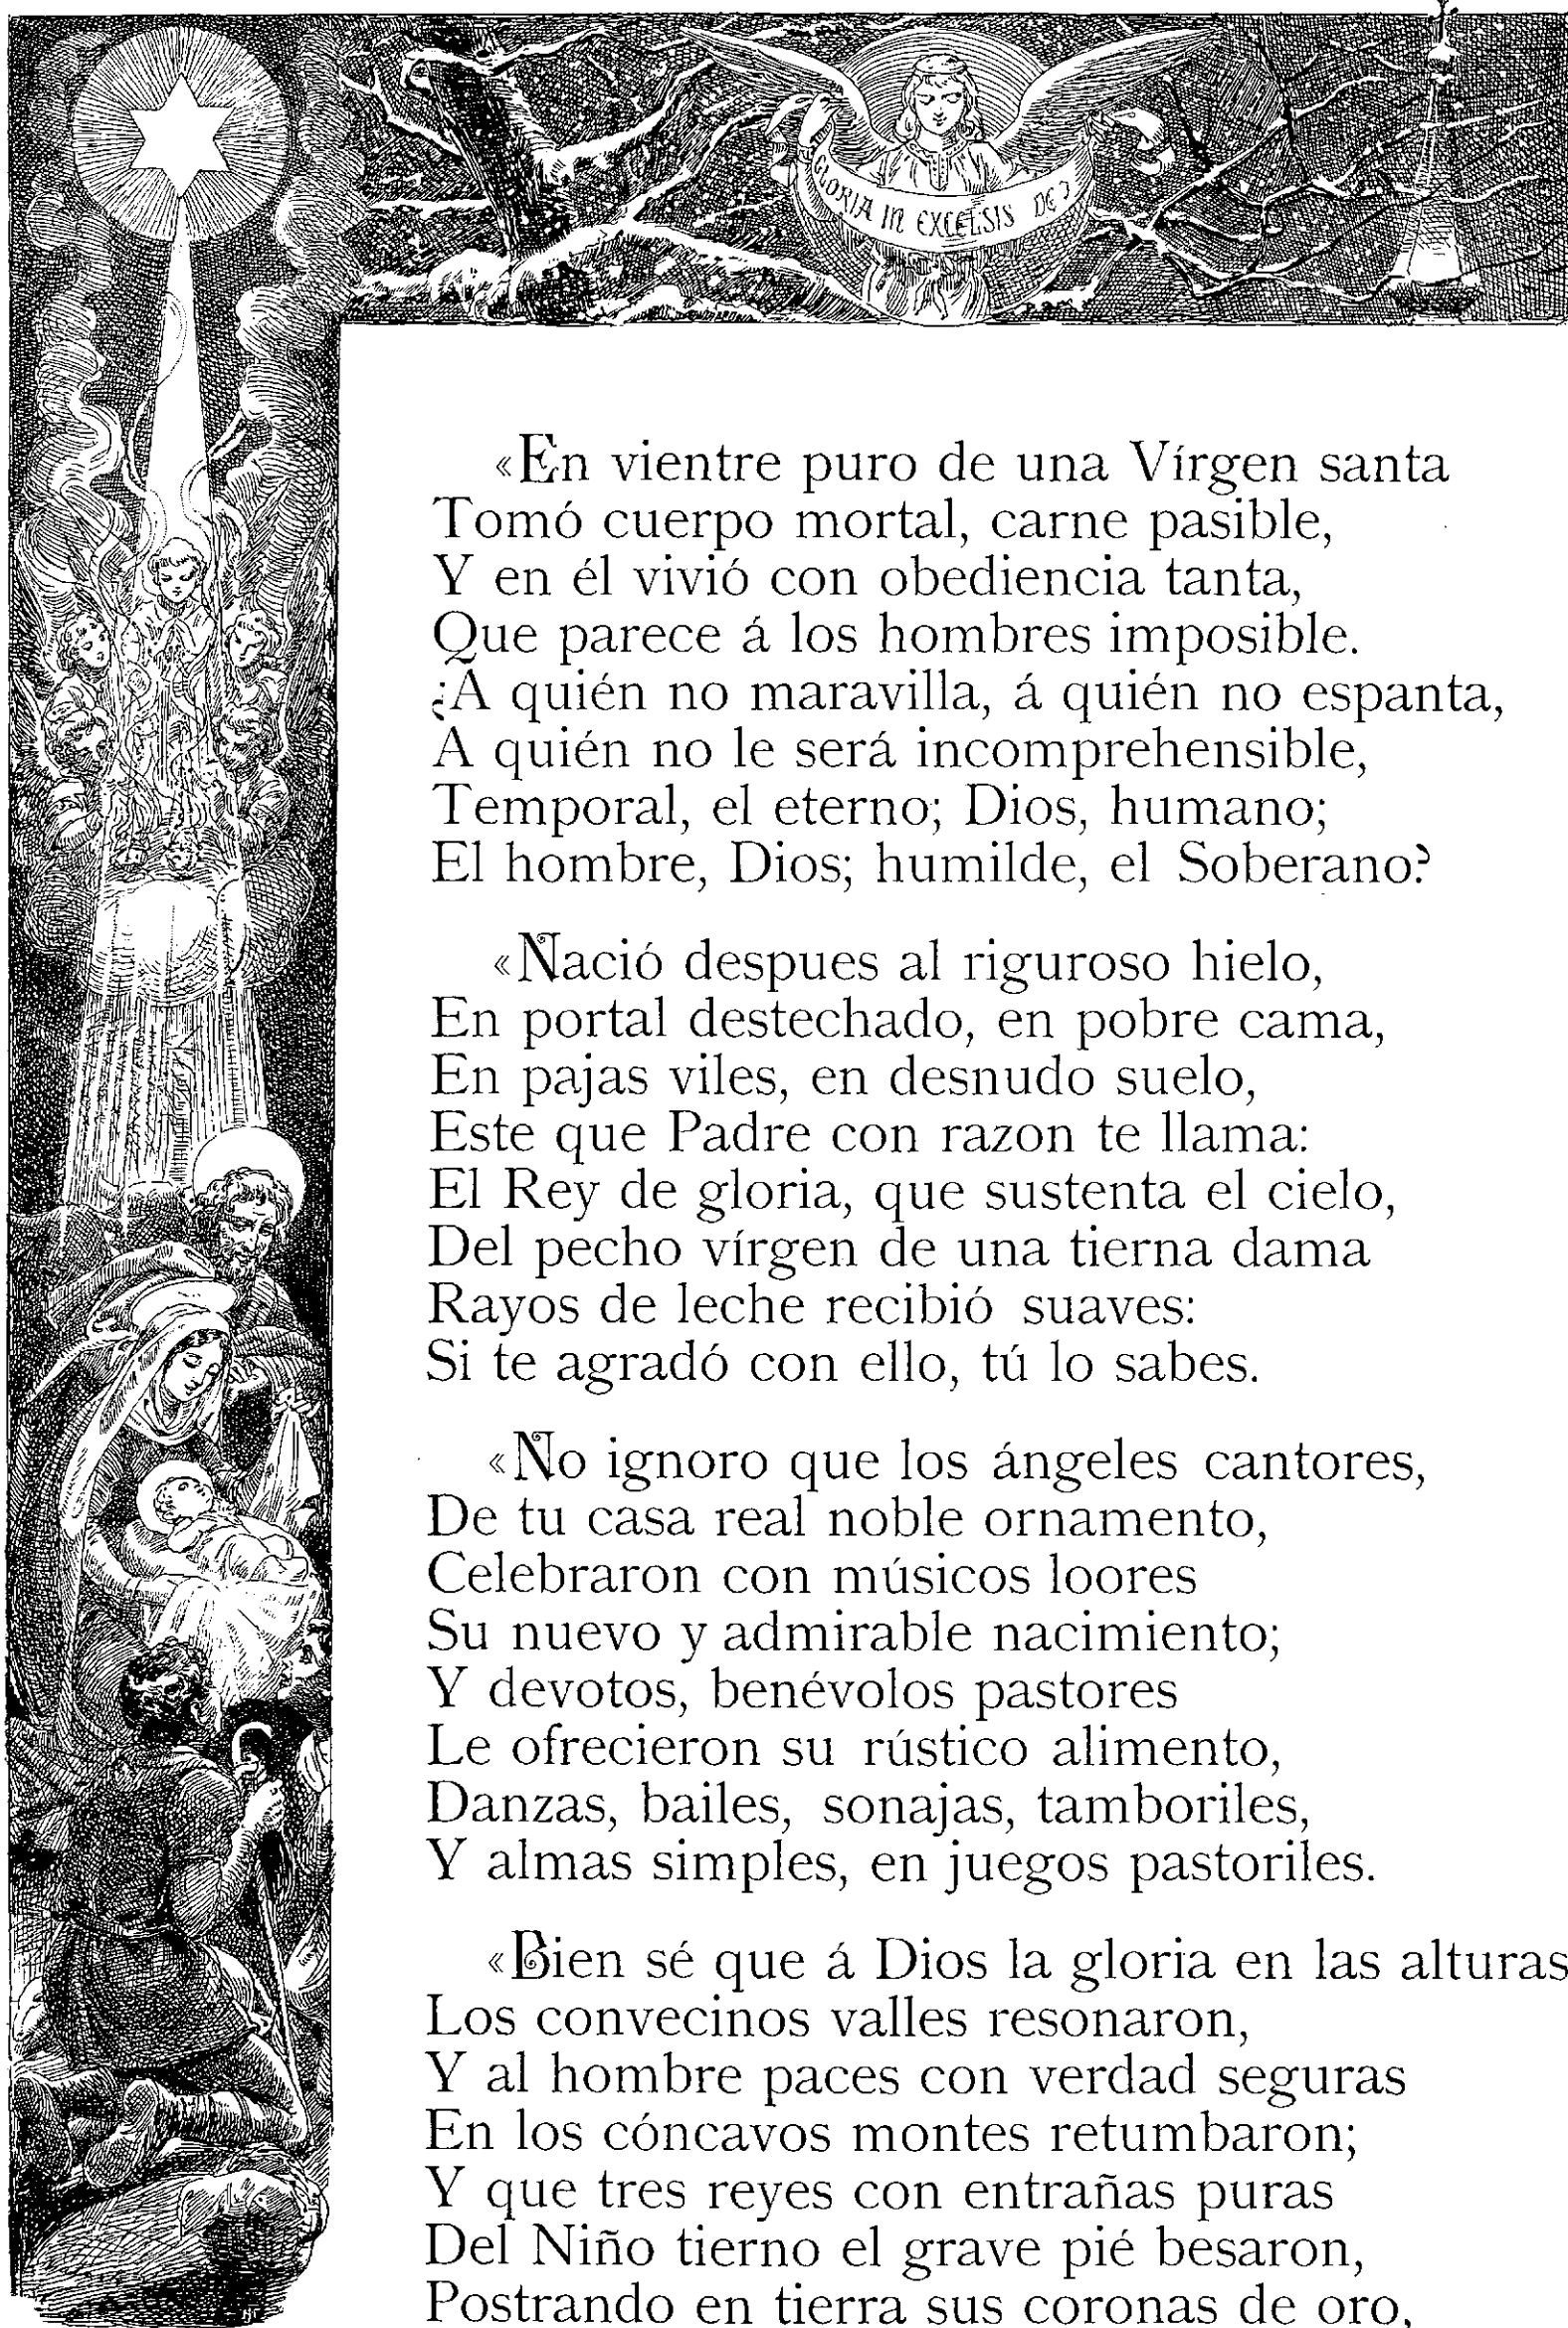 GLORIA IN EXCELSIS DE
«En vientre puro de una Vírgen santa
Tomó cuerpo mortal, carne pasible,
Y en él vivió con obediencia tanta,
Que parece á los hombres imposible.
¿A quién no maravilla, á quién no espanta,
A quién no le será incomprehensible,
Temporal, el eterno; Dios, humano;
El hombre, Dios; humilde, el Soberano?
«Nació despues al riguroso hielo,
En portal destechado, en pobre cama,
En pajas viles, en desnudo suelo,
Este que Padre con razon te llama:
El Rey de gloria, que sustenta el cielo,
Del pecho vírgen de una tierna dama
Rayos de leche recibió suaves:
Si te agradó con ello, tú lo sabes.
«No ignoro que los ángeles cantores,
De tu casa real noble ornamento,
Celebraron con músicos loores
Su nuevo y admirable nacimiento;
Y devotos, benévolos pastores
Le ofrecieron su rústico alimento,
Danzas, bailes, sonajas, tamboriles,
Y almas simples, en juegos pastoriles.
«Bien sé que á Dios la gloria en las alturas
Los convecinos valles resonaron,
Y al hombre paces con verdad seguras
En los cóncavos montes retumbaron;
Y que tres reyes con entrañas puras
Del Niño tierno el grave pié besaron,
Postrando en tierra sus coronas de oro,